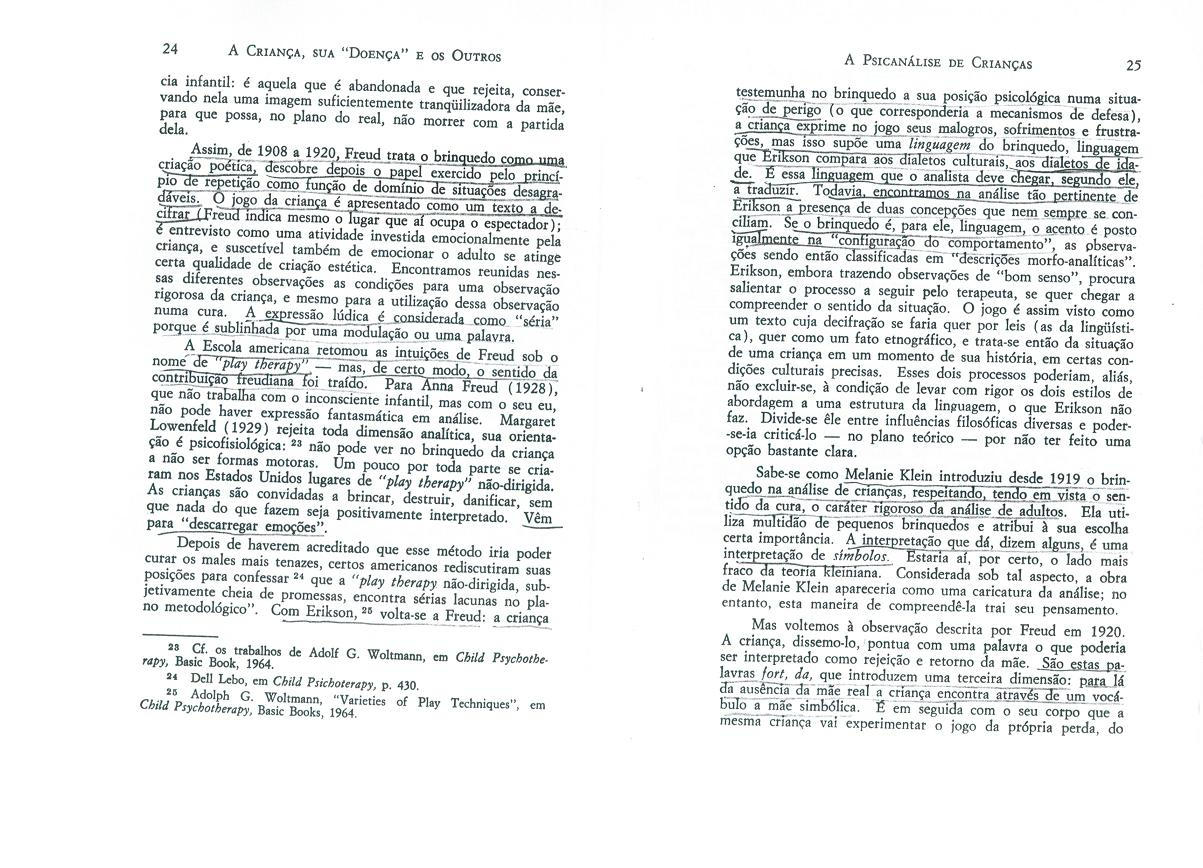 24 A Criança, sua “Doença” e os Outros
cia infantil: é aquela que é abandonada e que rejeita, conser-
vando nela uma imagem suficientemente tranqüilizadora da mãe,
para que possa, no plano do real, não morrer com a partida
dela.
Assim, de 1908 a 1920, Freud trata o brinquedo como uma
criação poética, descobre depois o papel exercido pelo princí-
pio de repetição como função de domínio de situações desagra-
dáveis. O jogo da criança é apresentado como um texto a de-
cifrar (Freud indica mesmo o lugar que aí ocupa o espectador);
é entrevisto como uma atividade investida emocionalmente pela
criança, e suscetível também de emocionar o adulto se atinge
certa qualidade de criação estética. Encontramos reunidas nes-
sas diferentes observações as condições para uma observação
rigorosa da criança, e mesmo para a utilização dessa observação
numa cura. A expressão lúdica é considerada como “séria”
porque é sublinhada por uma modulação ou uma palavra.
A Escola americana retomou as intuições de Freud sob o
nome de “play therapy” — mas, de certo modo, o sentido da
contribuição freudiana foi traído. Para Anna Freud (1928),
que não trabalha com o inconsciente infantil, mas com o seu eu,
não pode haver expressão fantasmática em análise. Margaret
Lowenfeld (1929) rejeita toda dimensão analítica, sua orienta-
ção é psicofisiológica: 23 não pode ver no brinquedo da criança
a não ser formas motoras. Um pouco por toda parte se cria-
ram nos Estados Unidos lugares de “play therapy” não-dirigida.
As crianças são convidadas a brincar, destruir, danificar, sem
que nada do que fazem seja positivamente interpretado. Vêm
para “descarregar emoções”.
Depois de haverem acreditado que esse método iria poder
curar os males mais tenazes, certos americanos rediscutiram suas
posições para confessar 24 que a “play therapy não-dirigida, sub-
jetivamente cheia de promessas, encontra sérias lacunas no pla-
no metodológico”. Com Erikson, 25 volta-se a Freud: a criança
23 Cf. os trabalhos de Adolf G. Woltmann, em Child Psychothe-
rapy, Basic Book, 1964.
24 Dell Lebo, em Child Psichoterapy, p. 430.
25 Adolph G. Woltmann, “Varieties of Play Techniques”, em
Child Psychotherapy, Basic Books, 1964.
A Psicanálise de Crianças 25
testemunha no brinquedo a sua posição psicológica numa situa-
ção de perigo (o que corresponderia a mecanismos de defesa),
a criança exprime no jogo seus malogros, sofrimentos e frustra-
ções, mas isso supõe uma linguagem do brinquedo, linguagem
que Erikson compara aos dialetos culturais, aos dialetos de ida-
de. É essa linguagem que o analista deve chegar, segundo ele,
a traduzir. Todavia, encontramos na análise tão pertinente de
Erikson a presença de duas concepções que nem sempre se con-
ciliam. Se o brinquedo é, para ele, linguagem, o acento é posto
igualmente na “configuração do comportamento”, as observa-
ções sendo então classificadas em “descrições morfo-analíticas”.
Erikson, embora trazendo observações de “bom senso”, procura
salientar o processo a seguir pelo terapeuta, se quer chegar a
compreender o sentido da situação. O jogo é assim visto como
um texto cuja decifração se faria quer por leis (as da lingüísti-
ca), quer como um fato etnográfico, e trata-se então da situação
de uma criança em um momento de sua história, em certas con-
dições culturais precisas. Esses dois processos poderiam, aliás,
não excluir-se, à condição de levar com rigor os dois estilos de
abordagem a uma estrutura da linguagem, o que Erikson não
faz. Divide-se êle entre influências filosóficas diversas e poder-
-se-ia criticá-lo — no plano teórico — por não ter feito uma
opção bastante clara.
Sabe-se como Melanie Klein introduziu desde 1919 o brin-
quedo na análise de crianças, respeitando, tendo em vista o sen-
tido da cura, o caráter rigoroso da análise de adultos. Ela uti-
liza multidão de pequenos brinquedos e atribui à sua escolha
certa importância. A interpretação que dá, dizem alguns, é uma
interpretação de símbolos. Estaria aí, por certo, o lado mais
fraco da teoria kleiniana. Considerada sob tal aspecto, a obra
de Melanie Klein apareceria como uma caricatura da análise; no
entanto, esta maneira de compreendê-la trai seu pensamento.
Mas voltemos à observação descrita por Freud em 1920.
A criança, dissemo-lo, pontua com uma palavra o que poderia
ser interpretado como rejeição e retorno da mãe. São estas pa-
lavras fort, da, que introduzem uma terceira dimensão: para lá
da ausência da mãe real a criança encontra através de um vocá-
bulo a mãe simbólica. É em seguida com o seu corpo que a
mesma criança vai experimentar o jogo da própria perda, do